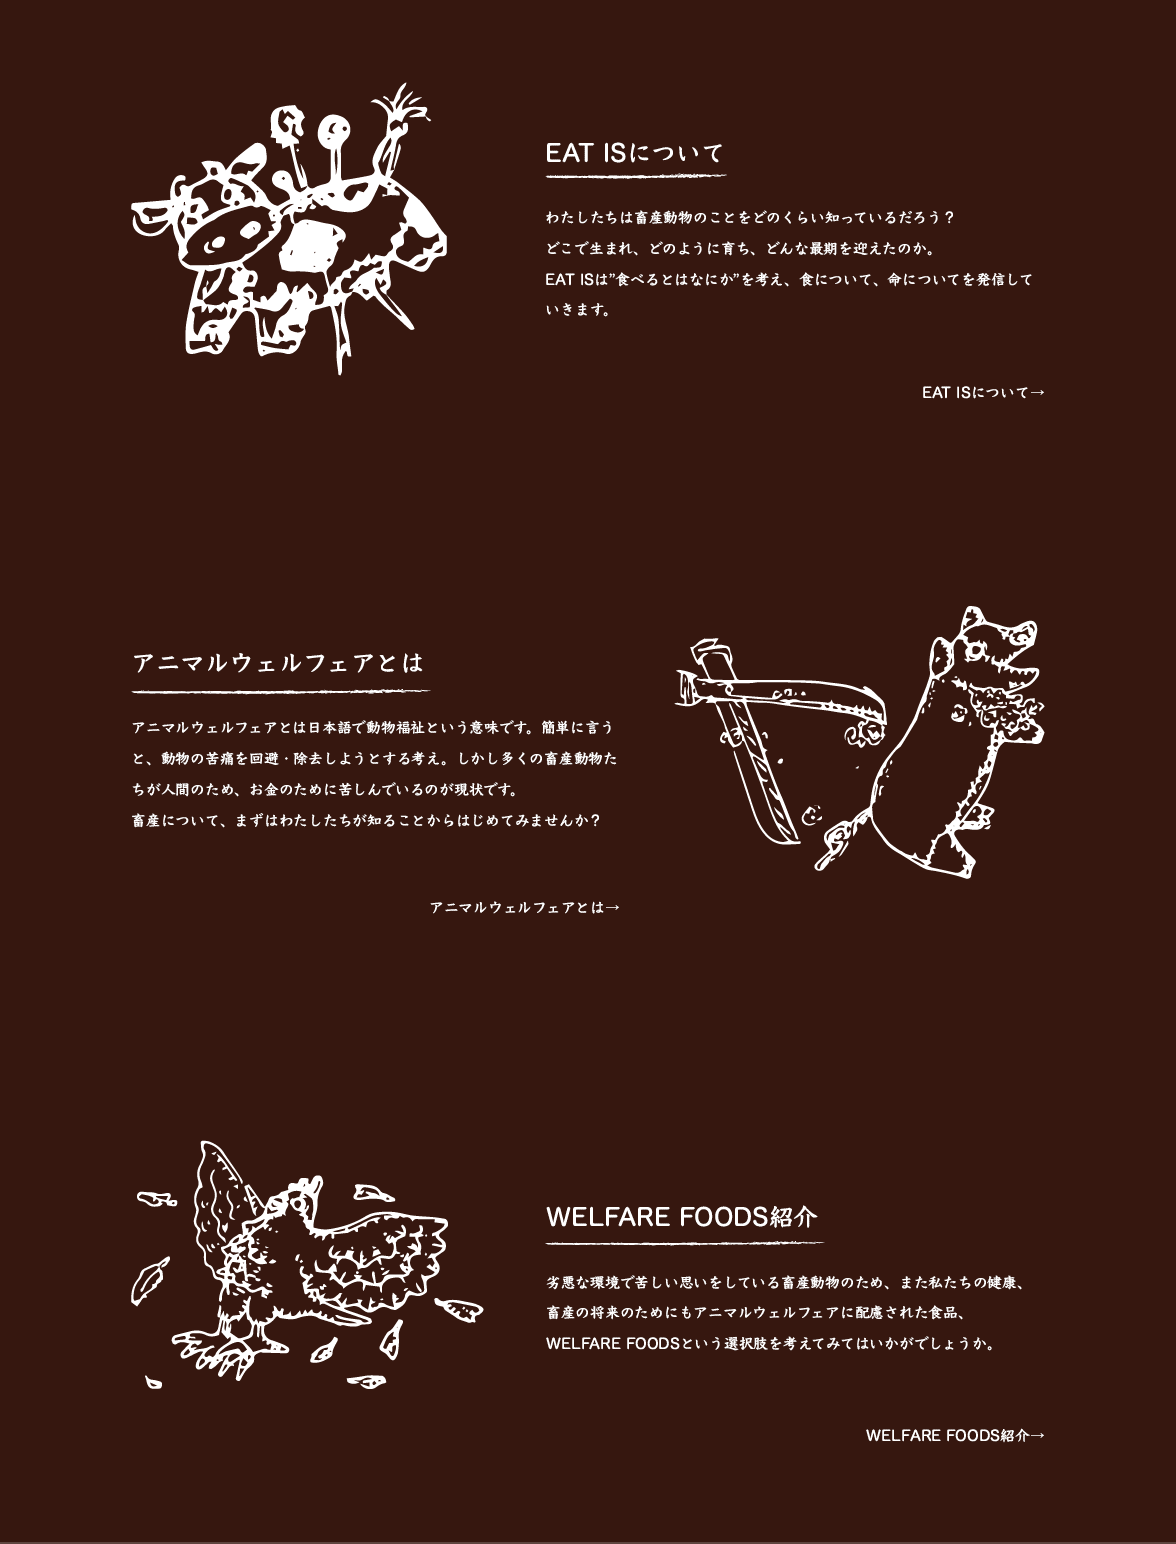 EAT ISについて
わたしたちは畜産動物のことをどのくらい知っているだろう？
どこで生まれ、どのように育ち、どんな最期を迎えたのか。
EAT ISは”食べるとはなにか”を考え、食について、命についてを発信して
いきます。
EAT ISについて→
アニマルウェルフェアとは
アニマルウェルフェアとは日本語で動物福祉という意味です。簡単に言う
と、動物の苦痛を回避・除去しようとする考え。しかし多くの畜産動物た
ちが人間のため、お金のために苦しんでいるのが現状です。
畜産について、まずはわたしたちが知ることからはじめてみませんか？
アニマルウェルフェアとは→
WELFARE FOODS紹介
劣悪な環境で苦しい思いをしている畜産動物のため、また私たちの健康、
畜産の将来のためにもアニマルウェルフェアに配慮された食品、
WELFARE FOODSという選択肢を考えてみてはいかがでしょうか。
WELFARE FOODS紹介→